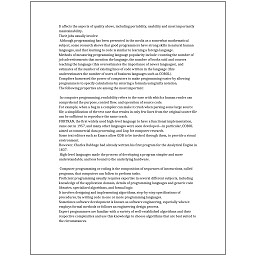 It affects the aspects of quality above, including portability, usability and most importantly
maintainability.
Their jobs usually involve:
Although programming has been presented in the media as a somewhat mathematical
subject, some research shows that good programmers have strong skills in natural human
languages, and that learning to code is similar to learning a foreign language.
Methods of measuring programming language popularity include: counting the number of
job advertisements that mention the language, the number of books sold and courses
teaching the language (this overestimates the importance of newer languages), and
estimates of the number of existing lines of code written in the language (this
underestimates the number of users of business languages such as COBOL).
Compilers harnessed the power of computers to make programming easier by allowing
programmers to specify calculations by entering a formula using infix notation.
The following properties are among the most important:

In computer programming, readability refers to the ease with which a human reader can
comprehend the purpose, control flow, and operation of source code.
For example, when a bug in a compiler can make it crash when parsing some large source
file, a simplification of the test case that results in only few lines from the original source file
can be sufficient to reproduce the same crash.
FORTRAN, the first widely used high-level language to have a functional implementation,
came out in 1957, and many other languages were soon developed—in particular, COBOL
aimed at commercial data processing, and Lisp for computer research.
Some text editors such as Emacs allow GDB to be invoked through them, to provide a visual
environment.
However, Charles Babbage had already written his first program for the Analytical Engine in
1837.
High-level languages made the process of developing a program simpler and more
understandable, and less bound to the underlying hardware.

Computer programming or coding is the composition of sequences of instructions, called
programs, that computers can follow to perform tasks.
Proficient programming usually requires expertise in several different subjects, including
knowledge of the application domain, details of programming languages and generic code
libraries, specialized algorithms, and formal logic.
It involves designing and implementing algorithms, step-by-step specifications of
procedures, by writing code in one or more programming languages.
Sometimes software development is known as software engineering, especially when it
employs formal methods or follows an engineering design process.
Expert programmers are familiar with a variety of well-established algorithms and their
respective complexities and use this knowledge to choose algorithms that are best suited to
the circumstances.